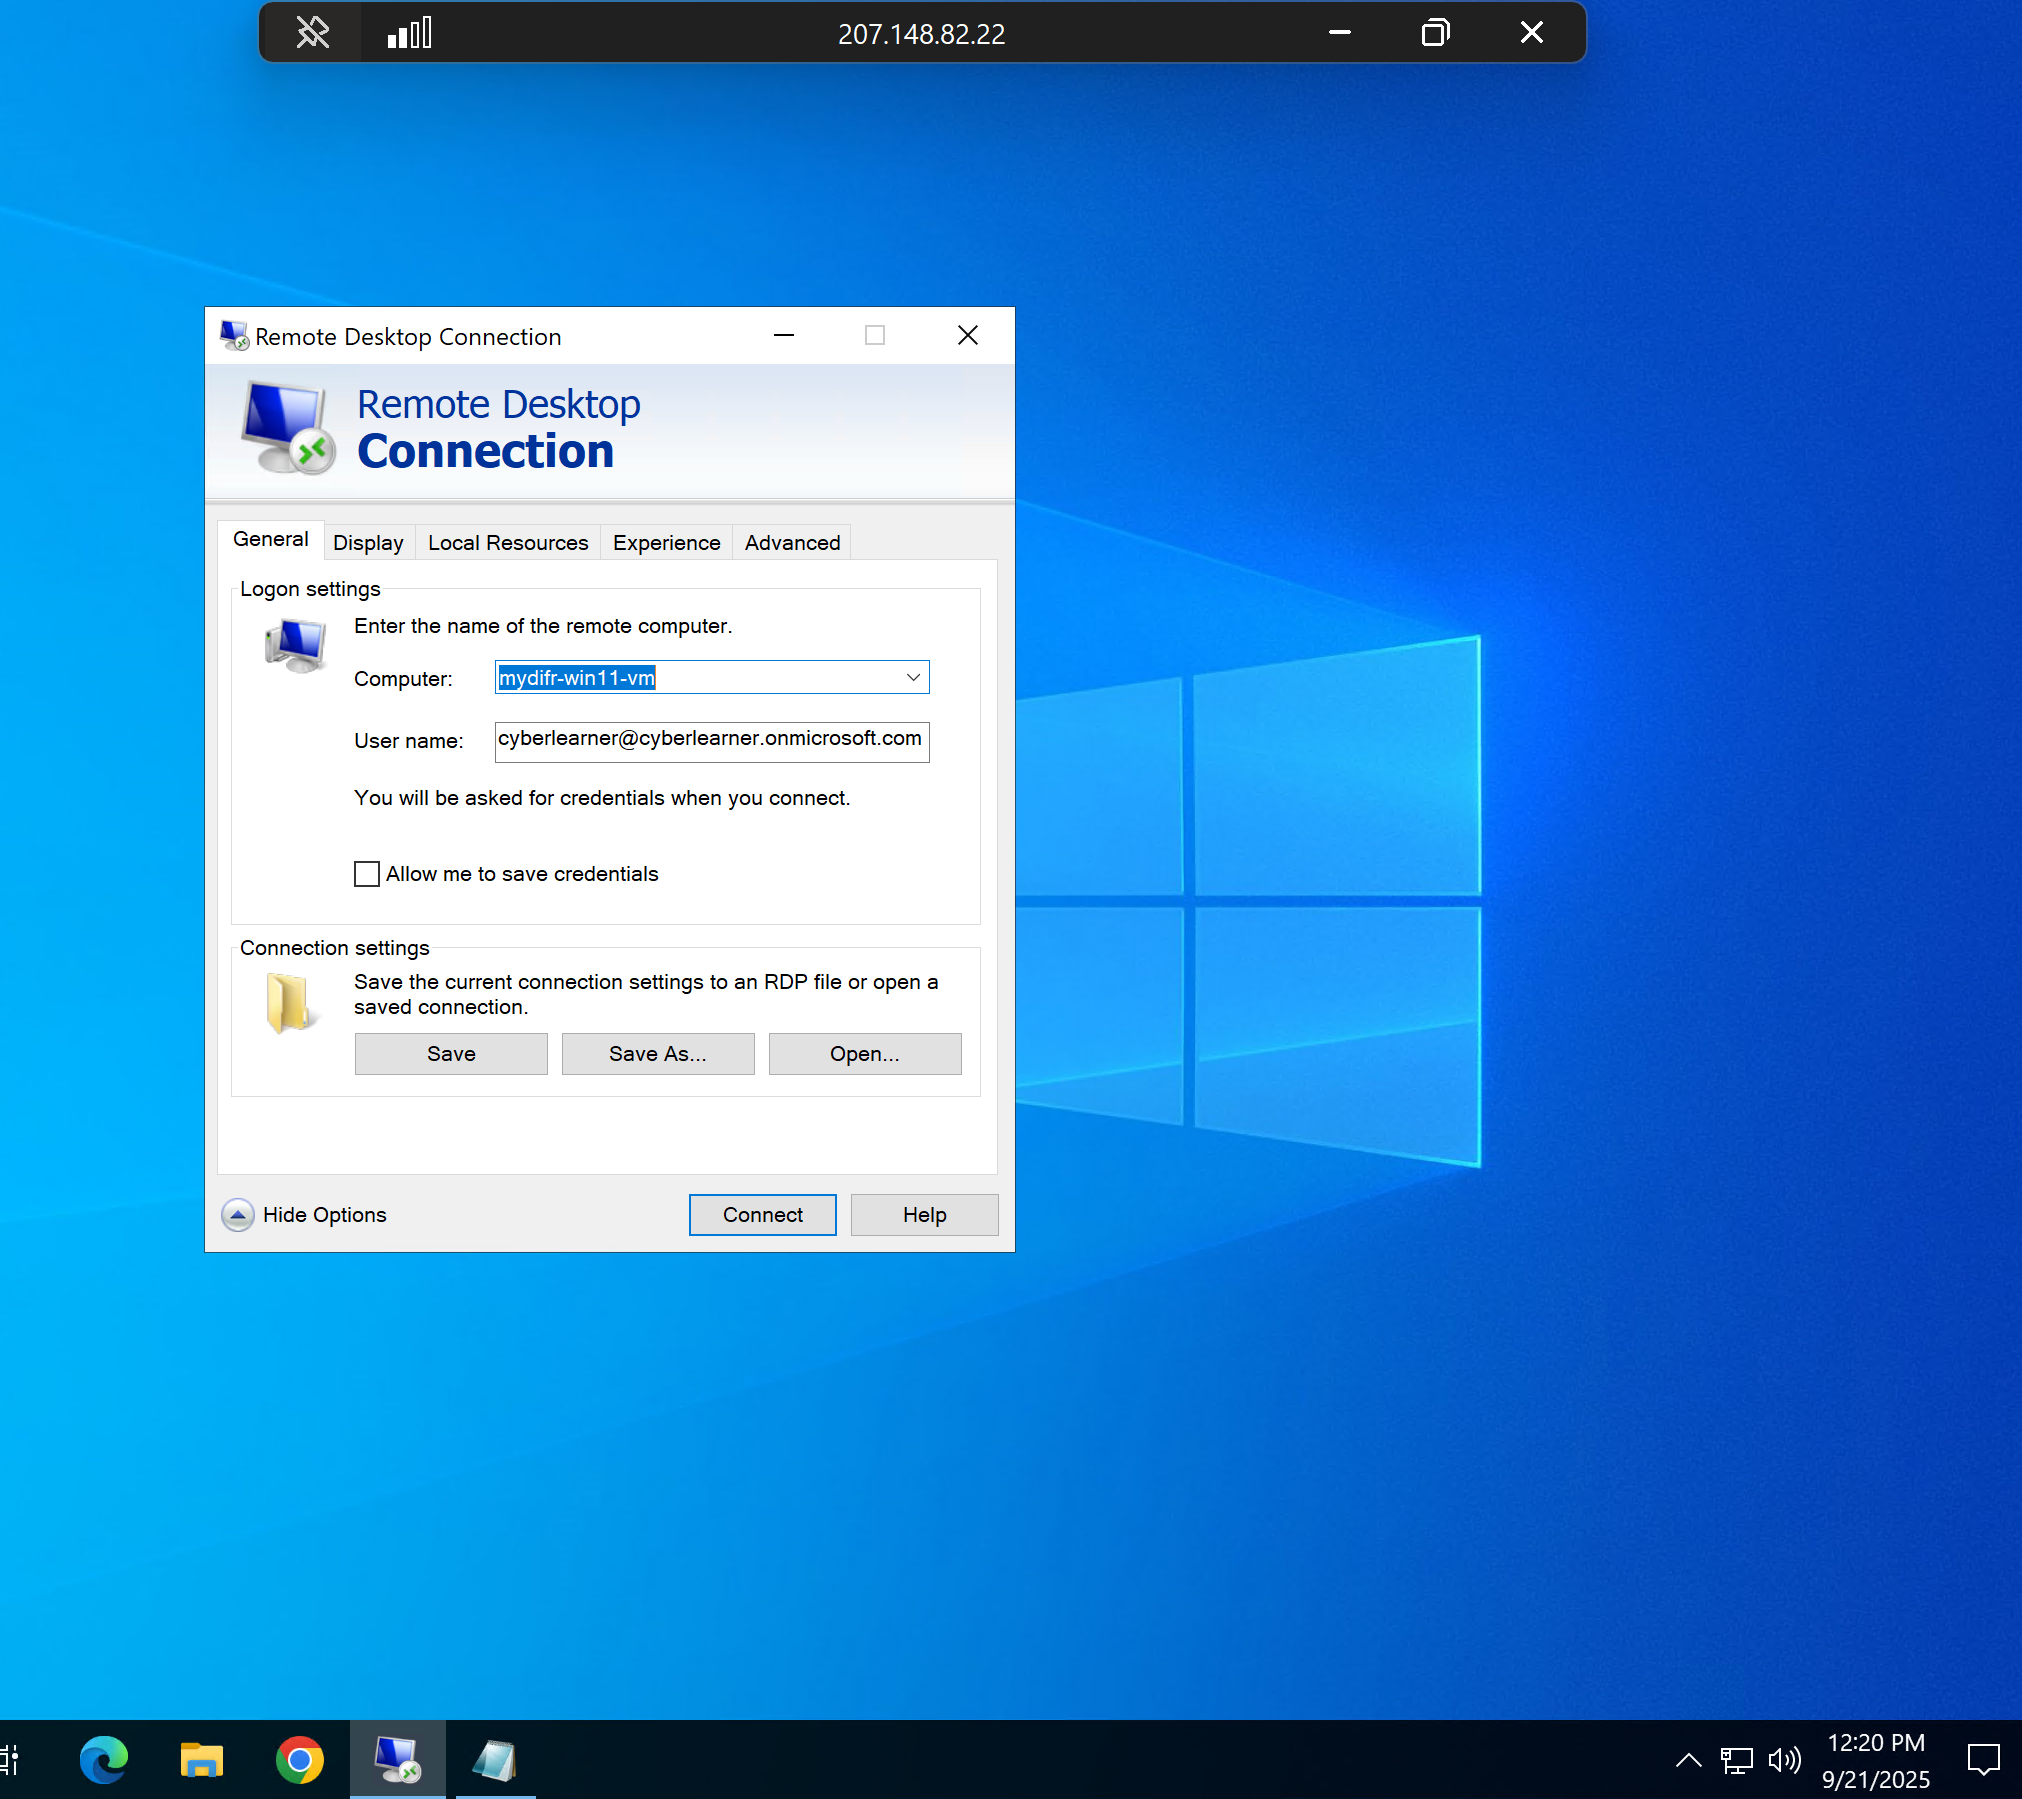 207.148.82.22
Remote Desktop Connection
Remote Desktop
Connection
General Display Local Resources Experience Advanced
Logon settings
Enter the name of the remote computer.
Computer: mydifr-win11-vm
User name: cyberlearner@cyberlearner.onmicrosoft.com
You will be asked for credentials when you connect.
Allow me to save credentials
Connection settings
Save the current connection settings to an RDP file or open a
saved connection.
Save Save As... Open...
Hide Options Connect Help
12:20 PM
9/21/2025